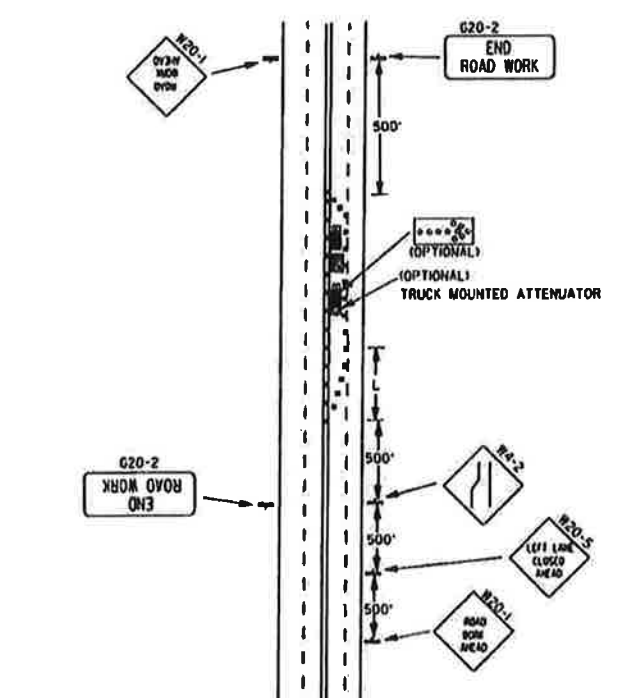 G20-2
END
ROAD WORK
W20-1
ROAD
WORK
AHEAD
500'
(OPTIONAL)
(OPTIONAL)
TRUCK MOUNTED ATTENUATOR
L
500'
W4-2
G20-2
END
ROAD WORK
500'
W20-5
LEFT LANE
CLOSED
AHEAD
500'
W20-1
ROAD
WORK
AHEAD